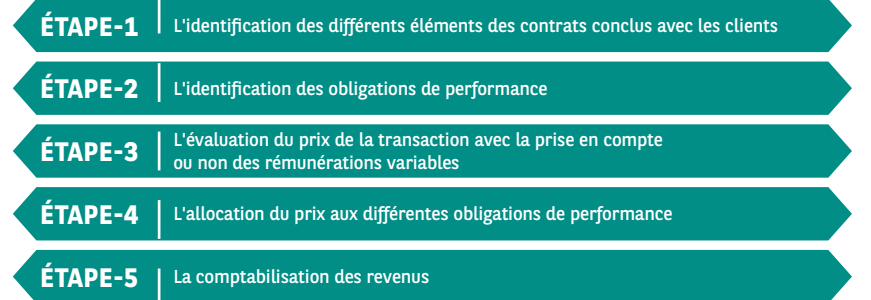 ÉTAPE-1 L'identification des différents éléments des contrats conclus avec les clients
ÉTAPE-2 L'identification des obligations de performance
ÉTAPE-3 L'évaluation du prix de la transaction avec la prise en compte
ou non des rémunérations variables
ÉTAPE-4 L'allocation du prix aux différentes obligations de performance
ÉTAPE-5 La comptabilisation des revenus